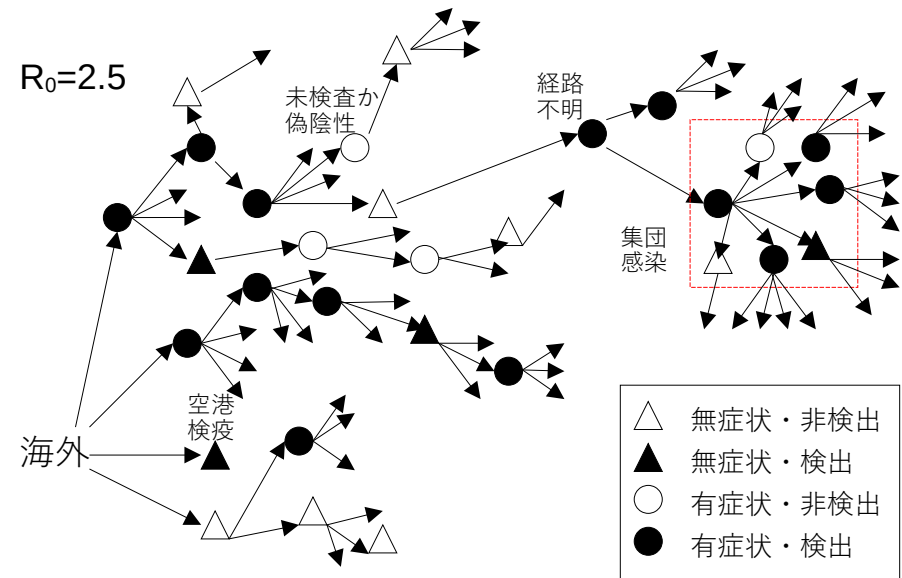 R₀=2.5
未検査か
偽陰性
経路
不明
集団
感染
空港
検疫
海外
無症状・非検出
無症状・検出
有症状・非検出
有症状・検出